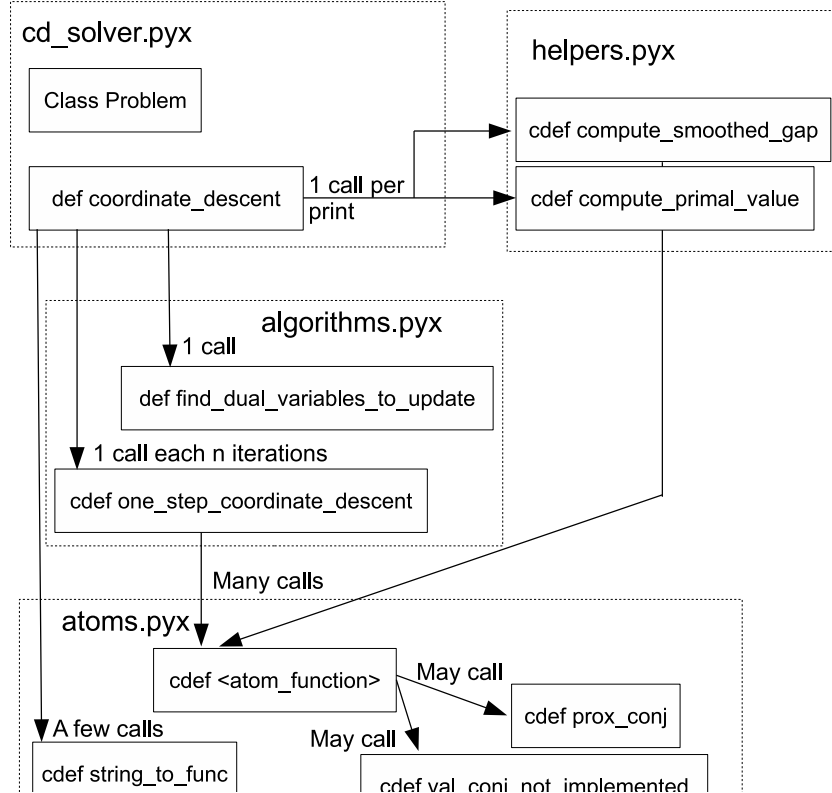 cd_solver.pyx
Class Problem
def coordinate_descent
1 call per
print
helpers.pyx
cdef compute_smoothed_gap
cdef compute_primal_value
algorithms.pyx
1 call
def find_dual_variables_to_update
1 call each n iterations
cdef one_step_coordinate_descent
Many calls
atoms.pyx
cdef <atom_function>
May call
cdef prox_conj
May call
A few calls
cdef string_to_func
cdef val_conj_not_implemented